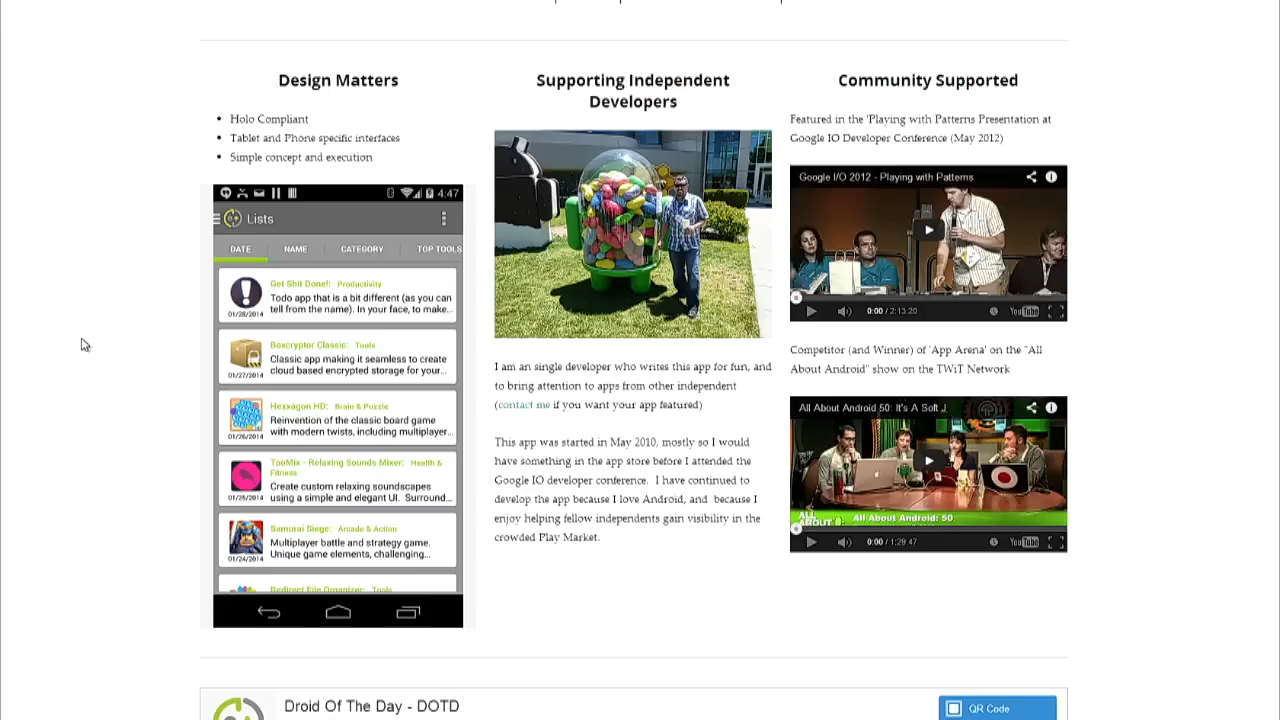 Design Matters
Holo Compliant
Tablet and Phone specific interfaces
Simple concept and execution
4:47
Lists
DATE NAME CATEGORY TOP TOOLS
Get Shit Done!: Productivity
Todo app that is a bit different (as you can
tell from the name). In your face, to make...
01/28/2014
Boxcryptor Classic: Tools
Classic app making it seamless to create
cloud based encrypted storage for your...
01/27/2014
Hexxagon HD: Brain & Puzzle
Reinvention of the classic board game
with modern twists, including multiplayer...
01/26/2014
TaoMix - Relaxing Sounds Mixer: Health &
Fitness
Create custom relaxing soundscapes
using a simple and elegant UI. Surround...
01/25/2014
Samurai Siege: Arcade & Action
Multiplayer battle and strategy game.
Unique game elements, challenging...
01/24/2014
Redirect File Organizer: Tools
Supporting Independent
Developers
I am an single developer who writes this app for fun, and
to bring attention to apps from other independent
(contact me if you want your app featured)
This app was started in May 2010, mostly so I would
have something in the app store before I attended the
Google IO developer conference. I have continued to
develop the app because I love Android, and because I
enjoy helping fellow independents gain visibility in the
crowded Play Market.
Community Supported
Featured in the 'Playing with Patterns Presentation at
Google IO Developer Conference (May 2012)
Google I/O 2012 - Playing with Patterns
0:00 / 2:13:20
YouTube
Competitor (and Winner) of 'App Arena' on the "All
About Android" show on the TWiT Network
All About Android 50: It's A Soft J
ALL ABOUT
All About Android: 50
0:00 / 1:29:47
YouTube
Droid Of The Day - DOTD
QR Code